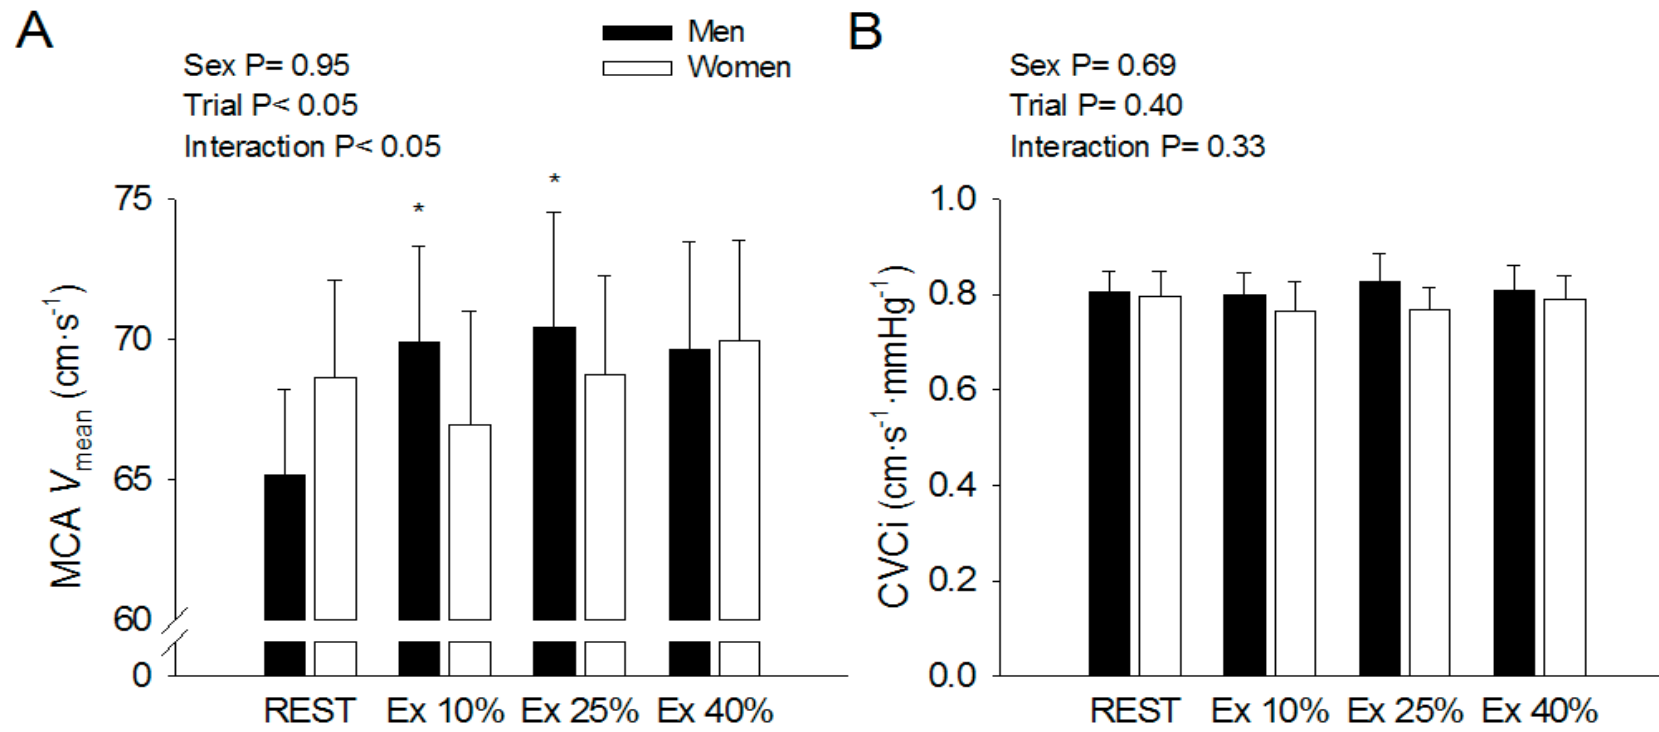 A
Men
Women
Sex P= 0.95
Trial P< 0.05
Interaction P< 0.05
MCA Vmean (cm·s-1)
75
70
65
60
0
*
*
REST Ex 10% Ex 25% Ex 40%
B
Sex P= 0.69
Trial P= 0.40
Interaction P= 0.33
CVCi (cm·s-1·mmHg-1)
1.0
0.8
0.6
0.4
0.2
0.0
REST Ex 10% Ex 25% Ex 40%